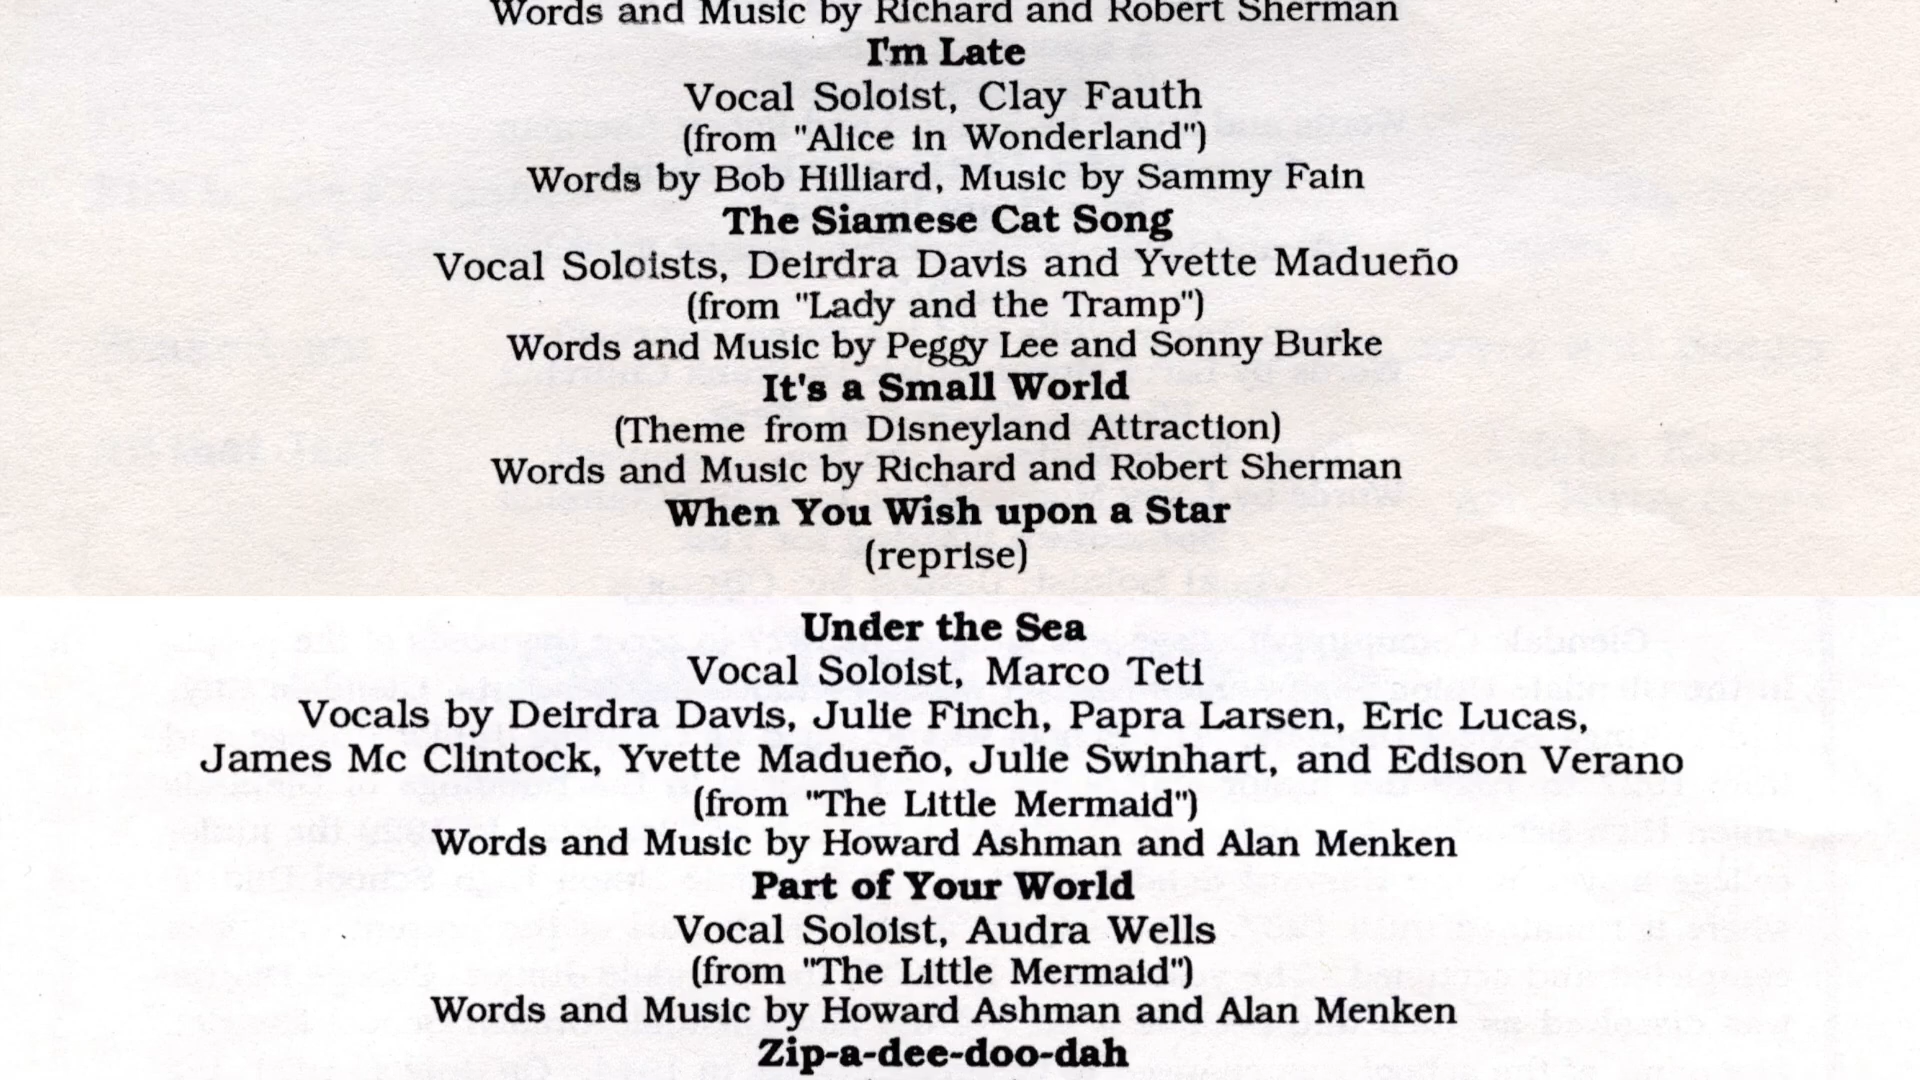 Words and Music by Richard and Robert Sherman
I'm Late
Vocal Soloist, Clay Fauth
(from "Alice in Wonderland")
Words by Bob Hilliard, Music by Sammy Fain
The Siamese Cat Song
Vocal Soloists, Deirdra Davis and Yvette Madueño
(from "Lady and the Tramp")
Words and Music by Peggy Lee and Sonny Burke
It's a Small World
(Theme from Disneyland Attraction)
Words and Music by Richard and Robert Sherman
When You Wish upon a Star
(reprise)
Under the Sea
Vocal Soloist, Marco Teti
Vocals by Deirdra Davis, Julie Finch, Papra Larsen, Eric Lucas,
James Mc Clintock, Yvette Madueño, Julie Swinhart, and Edison Verano
(from "The Little Mermaid")
Words and Music by Howard Ashman and Alan Menken
Part of Your World
Vocal Soloist, Audra Wells
(from "The Little Mermaid")
Words and Music by Howard Ashman and Alan Menken
Zip-a-dee-doo-dah